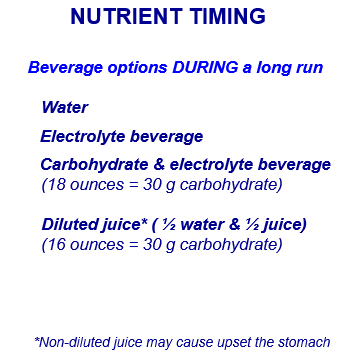 NUTRIENT TIMING
Beverage options DURING a long run
Water
Electrolyte beverage
Carbohydrate & electrolyte beverage
(18 ounces = 30 g carbohydrate)
Diluted juice* ( ½ water & ½ juice)
(16 ounces = 30 g carbohydrate)
*Non-diluted juice may cause upset the stomach